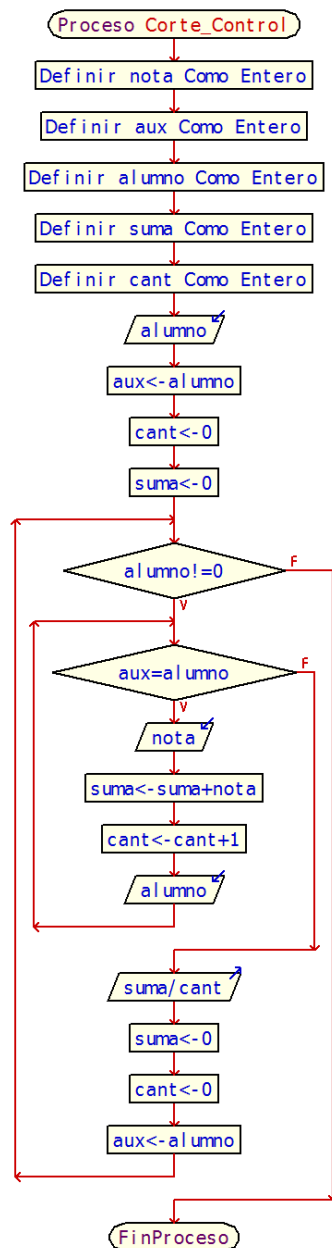 Proceso Corte_Control
Definir nota Como Entero
Definir aux Como Entero
Definir alumno Como Entero
Definir suma Como Entero
Definir cant Como Entero
alumno
aux<-alumno
cant<-0
suma<-0
alumno!=0
F
V
aux=alumno
F
V
nota
suma<-suma+nota
cant<-cant+1
alumno
suma/cant
suma<-0
cant<-0
aux<-alumno
FinProceso